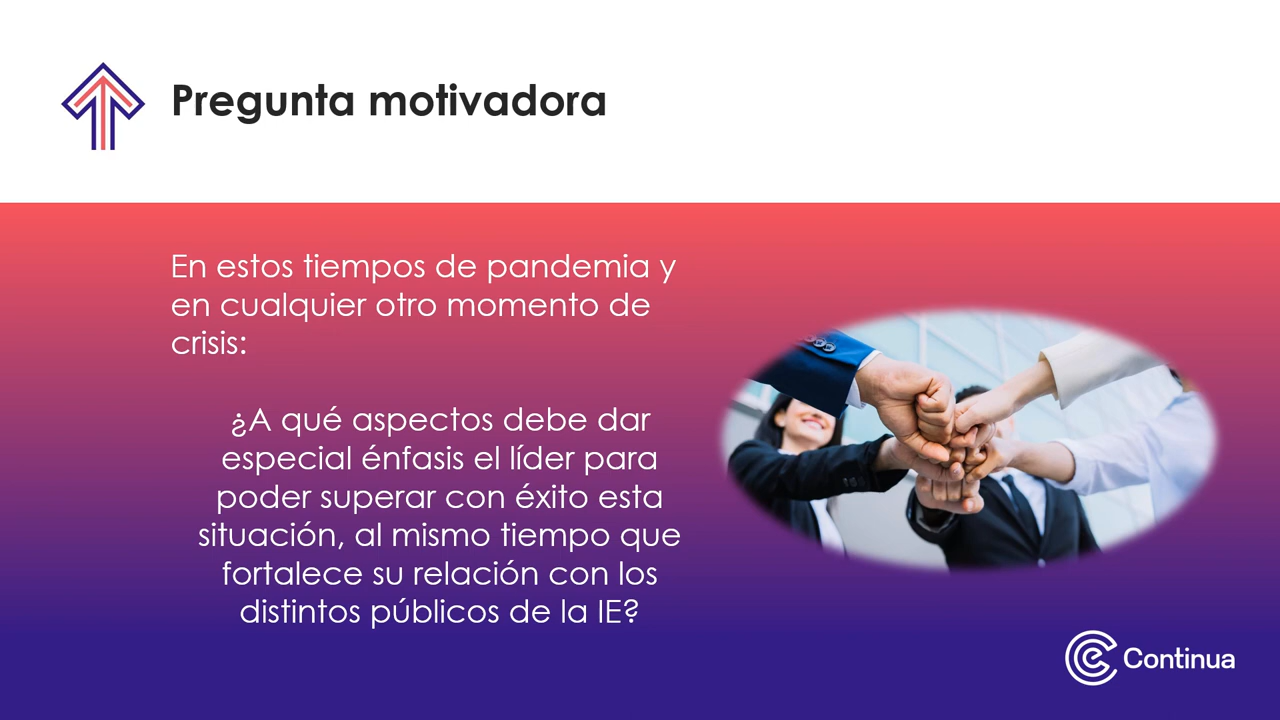 Pregunta motivadora
En estos tiempos de pandemia y
en cualquier otro momento de
crisis:
¿A qué aspectos debe dar
especial énfasis el líder para
poder superar con éxito esta
situación, al mismo tiempo que
fortalece su relación con los
distintos públicos de la IE?
Continua